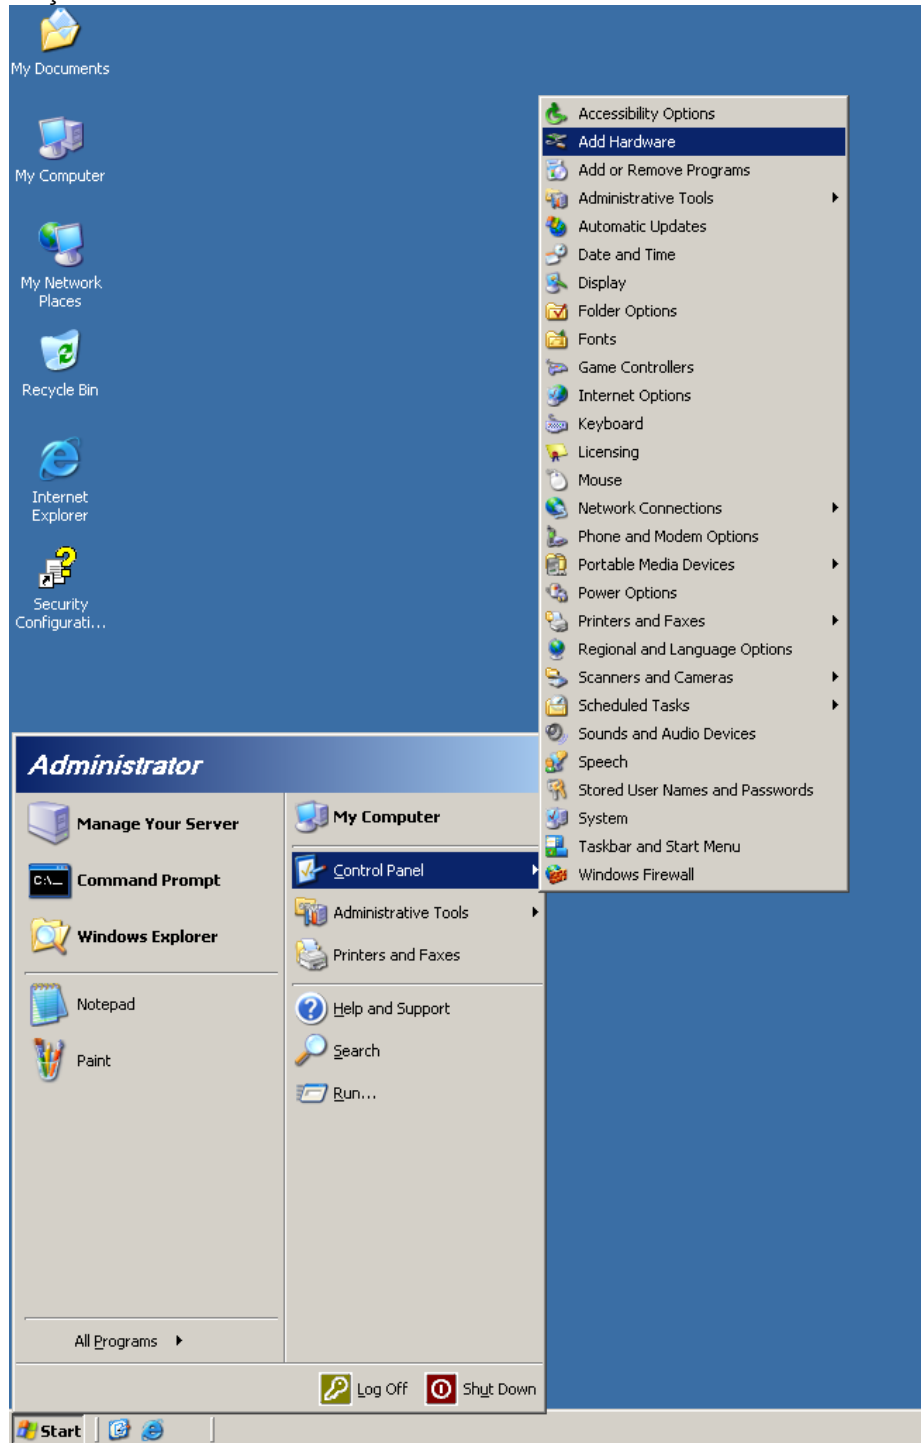 My Documents
My Computer
My Network
Places
Recycle Bin
Internet
Explorer
Security
Configurati...
Accessibility Options
Add Hardware
Add or Remove Programs
Administrative Tools
Automatic Updates
Date and Time
Display
Folder Options
Fonts
Game Controllers
Internet Options
Keyboard
Licensing
Mouse
Network Connections
Phone and Modem Options
Portable Media Devices
Power Options
Printers and Faxes
Regional and Language Options
Scanners and Cameras
Scheduled Tasks
Sounds and Audio Devices
Speech
Stored User Names and Passwords
System
Taskbar and Start Menu
Windows Firewall
Administrator
Manage Your Server
Command Prompt
Windows Explorer
Notepad
Paint
All Programs
My Computer
Control Panel
Administrative Tools
Printers and Faxes
Help and Support
Search
Run...
Log Off
Shut Down
Start